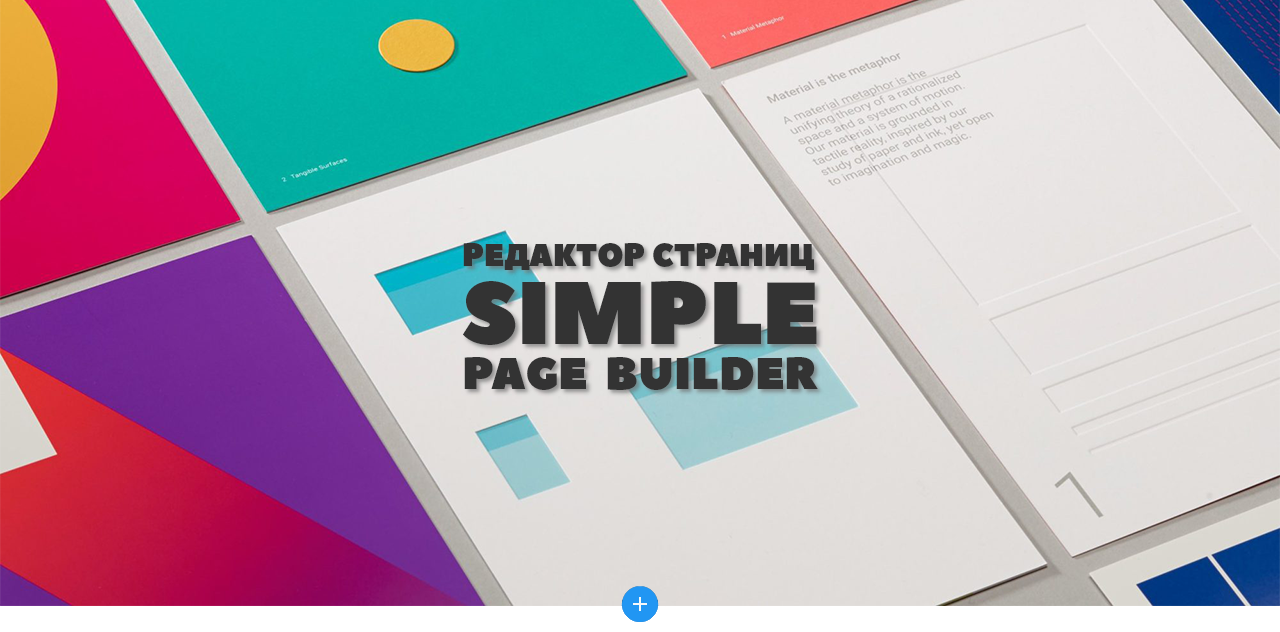 1 Material Metaphor
Material is the metaphor
A material metaphor is the
unifying theory of a rationalized
space and a system of motion.
Our material is grounded in
tactile reality, inspired by our
study of paper and ink, yet open
to imagination and magic.
2 Tangible Surfaces
РЕДАКТОР СТРАНИЦ
SIMPLE
PAGE BUILDER
1